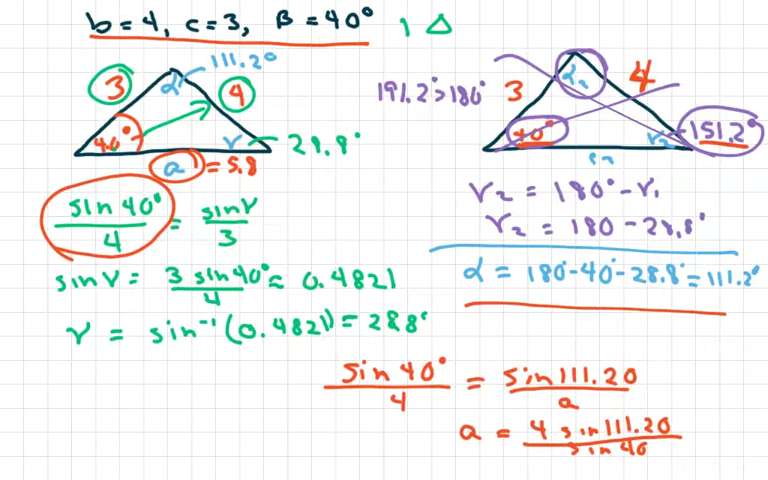 b = 4, c = 3, β = 40° 1 Δ
3 α 111.2° 4
40° γ 28.8°
a = 5.8
191.2° > 180° 3 4
40° 151.2°
γ₂ = 180° - γ₁
γ₂ = 180 - 28.8°
sin 40° / 4 = sin γ / 3
α = 180° - 40° - 28.8° = 111.2°
sin γ = 3 sin 40° / 4 = 0.4821
γ = sin⁻¹ (0.4821) = 28.8°
sin 40° / 4 = sin 111.20 / a
a = 4 sin 111.20 / sin 40